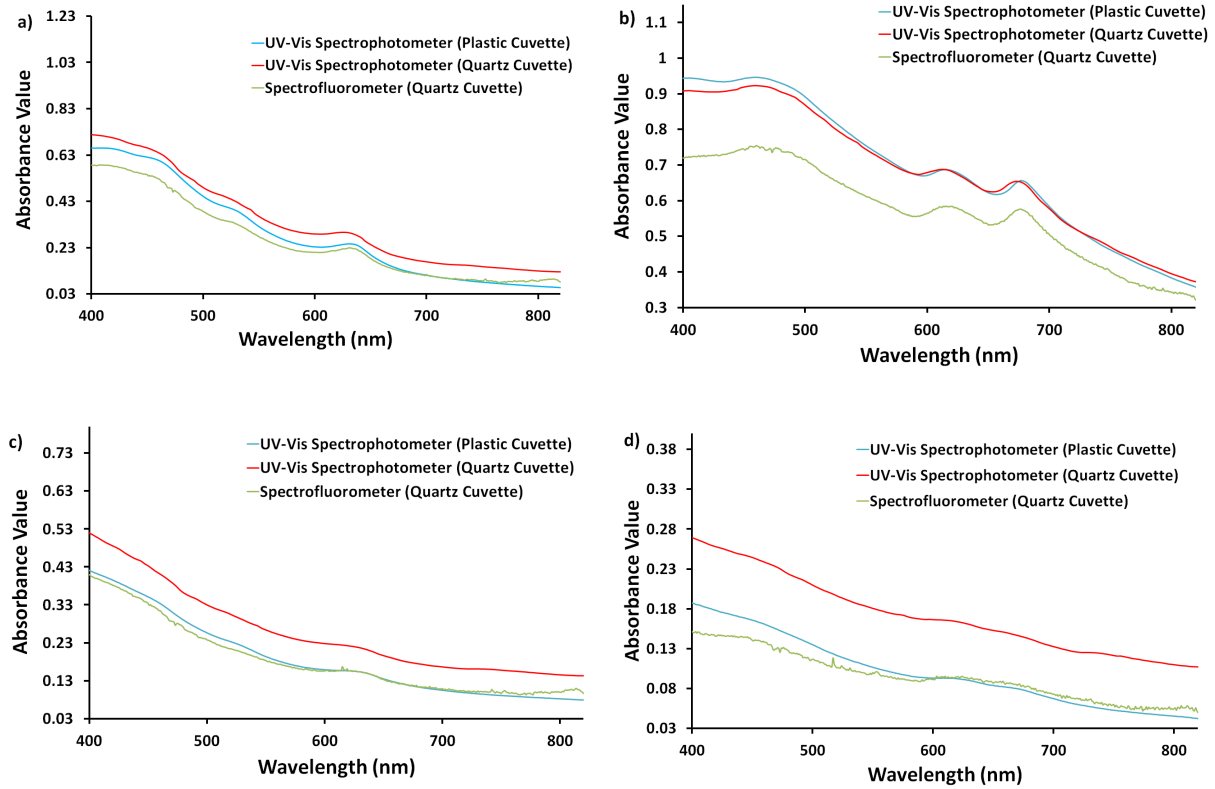 a)
UV-Vis Spectrophotometer (Plastic Cuvette)
UV-Vis Spectrophotometer (Quartz Cuvette)
Spectrofluorometer (Quartz Cuvette)
Absorbance Value
1.23
1.03
0.83
0.63
0.43
0.23
0.03
400 500 600 700 800
Wavelength (nm)
b)
UV-Vis Spectrophotometer (Plastic Cuvette)
UV-Vis Spectrophotometer (Quartz Cuvette)
Spectrofluorometer (Quartz Cuvette)
Absorbance Value
1.1
1
0.9
0.8
0.7
0.6
0.5
0.4
0.3
400 500 600 700 800
Wavelength (nm)
c)
UV-Vis Spectrophotometer (Plastic Cuvette)
UV-Vis Spectrophotometer (Quartz Cuvette)
Spectrofluorometer (Quartz Cuvette)
Absorbance Value
0.73
0.63
0.53
0.43
0.33
0.23
0.13
0.03
400 500 600 700 800
Wavelength (nm)
d)
UV-Vis Spectrophotometer (Plastic Cuvette)
UV-Vis Spectrophotometer (Quartz Cuvette)
Spectrofluorometer (Quartz Cuvette)
Absorbance Value
0.38
0.33
0.28
0.23
0.18
0.13
0.08
0.03
400 500 600 700 800
Wavelength (nm)